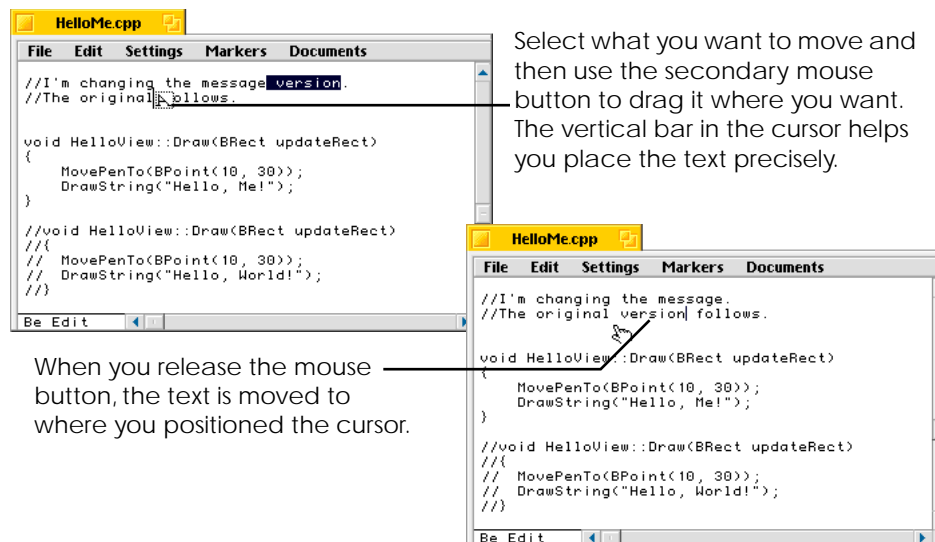 HelloMe.cpp
File Edit Settings Markers Documents
//I'm changing the message version.
//The original follows.
void HelloView::Draw(BRect updateRect)
{
MovePenTo(BPoint(10, 30));
DrawString("Hello, Me!");
}
//void HelloView::Draw(BRect updateRect)
//{
// MovePenTo(BPoint(10, 30));
// DrawString("Hello, World!");
//}
Be Edit
Select what you want to move and
then use the secondary mouse
button to drag it where you want.
The vertical bar in the cursor helps
you place the text precisely.
When you release the mouse
button, the text is moved to
where you positioned the cursor.
HelloMe.cpp
File Edit Settings Markers Documents
//I'm changing the message.
//The original version follows.
void HelloView::Draw(BRect updateRect)
{
MovePenTo(BPoint(10, 30));
DrawString("Hello, Me!");
}
//void HelloView::Draw(BRect updateRect)
//{
// MovePenTo(BPoint(10, 30));
// DrawString("Hello, World!");
//}
Be Edit